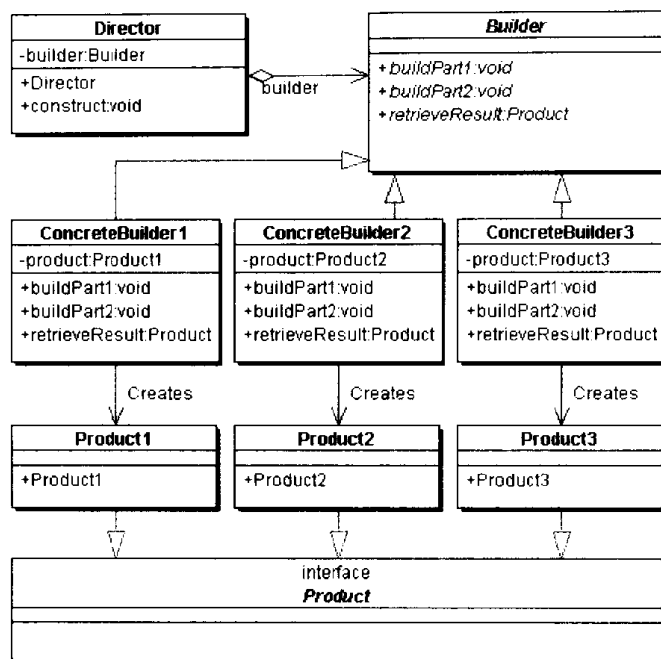 Director
-builder:Builder
+Director
+construct:void
builder
Builder
+buildPart1:void
+buildPart2:void
+retrieveResult:Product
ConcreteBuilder1
-product:Product1
+buildPart1:void
+buildPart2:void
+retrieveResult:Product
ConcreteBuilder2
-product:Product2
+buildPart1:void
+buildPart2:void
+retrieveResult:Product
ConcreteBuilder3
-product:Product3
+buildPart1:void
+buildPart2:void
+retrieveResult:Product
Creates
Creates
Creates
Product1
+Product1
Product2
+Product2
Product3
+Product3
interface
Product